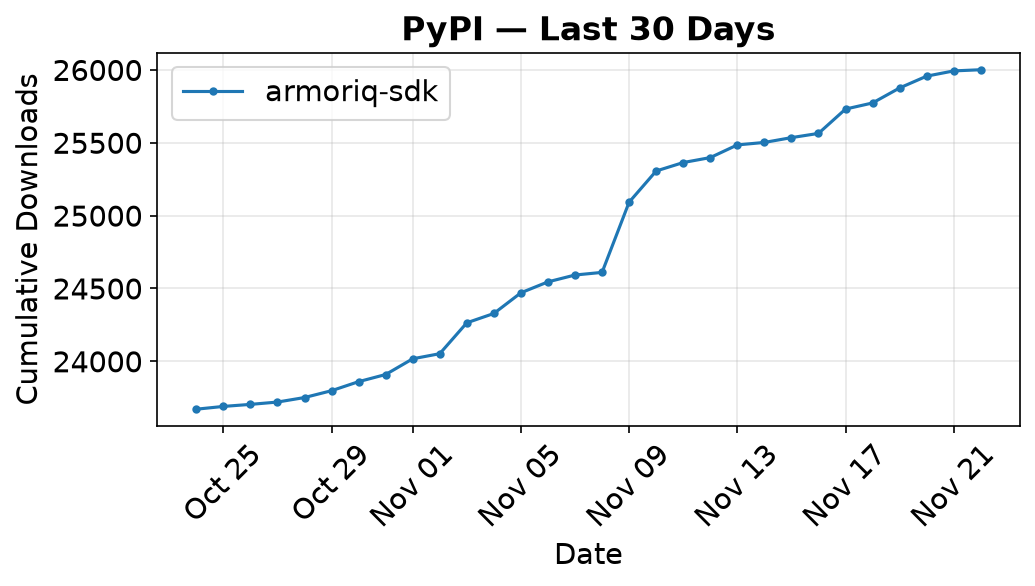 PyPI — Last 30 Days
armoriq-sdk
Cumulative Downloads
26000
25500
25000
24500
24000
Oct 25
Oct 29
Nov 01
Nov 05
Nov 09
Nov 13
Nov 17
Nov 21
Date